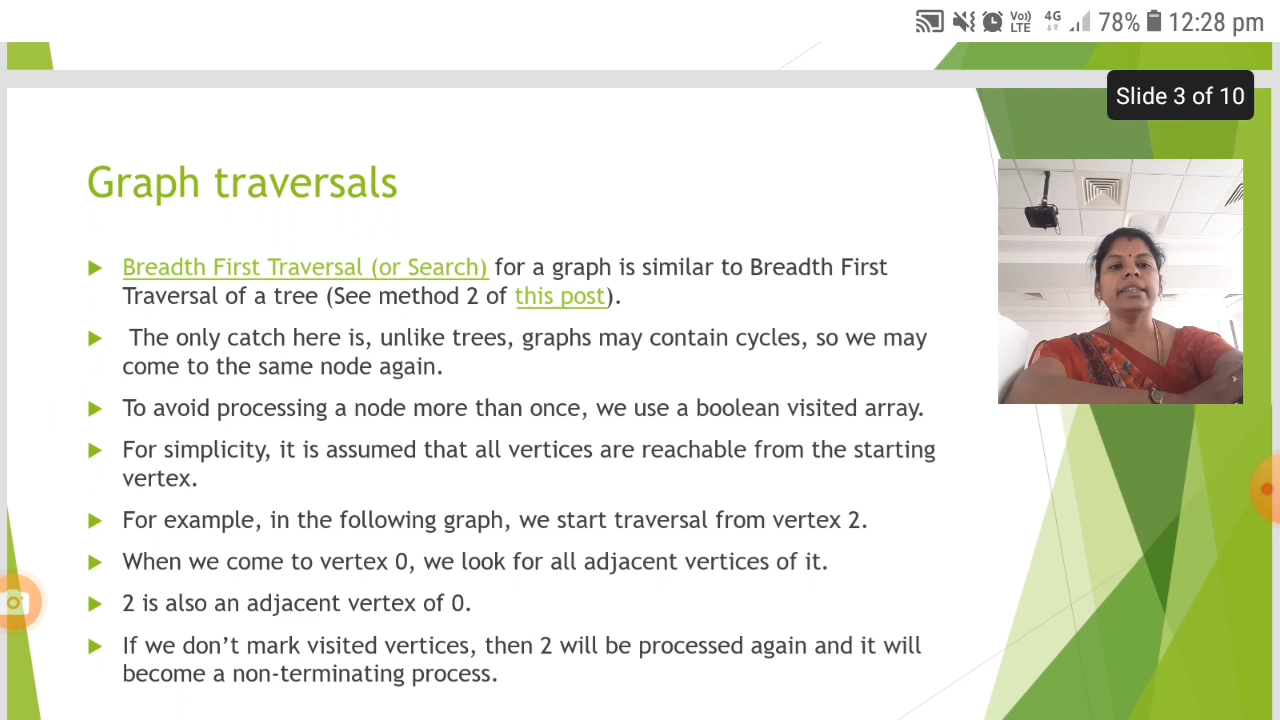 Vo)) 4G 78% 12:28 pm
LTE
Slide 3 of 10
Graph traversals
Breadth First Traversal (or Search) for a graph is similar to Breadth First
Traversal of a tree (See method 2 of this post).
The only catch here is, unlike trees, graphs may contain cycles, so we may
come to the same node again.
To avoid processing a node more than once, we use a boolean visited array.
For simplicity, it is assumed that all vertices are reachable from the starting
vertex.
For example, in the following graph, we start traversal from vertex 2.
When we come to vertex 0, we look for all adjacent vertices of it.
2 is also an adjacent vertex of 0.
If we don’t mark visited vertices, then 2 will be processed again and it will
become a non-terminating process.